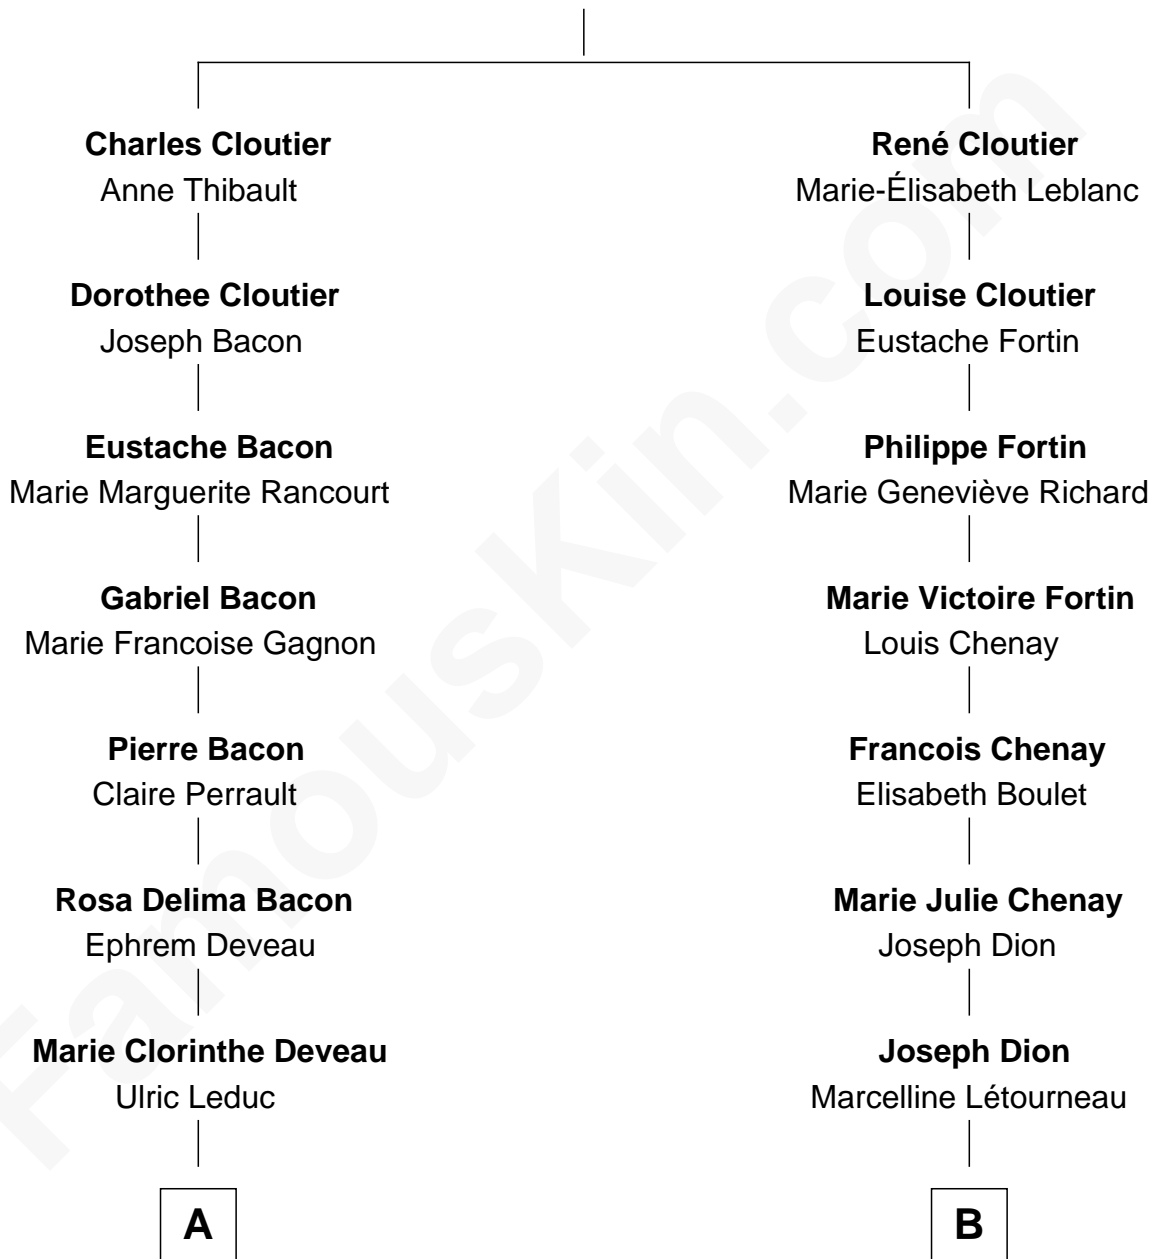 Charles Cloutier
Anne Thibault
Dorothee Cloutier
Joseph Bacon
Eustache Bacon
Marie Marguerite Rancourt
Gabriel Bacon
Marie Francoise Gagnon
Pierre Bacon
Claire Perrault
Rosa Delima Bacon
Ephrem Deveau
Marie Clorinthe Deveau
Ulric Leduc
A
René Cloutier
Marie-Élisabeth Leblanc
Louise Cloutier
Eustache Fortin
Philippe Fortin
Marie Geneviève Richard
Marie Victoire Fortin
Louis Chenay
Francois Chenay
Elisabeth Boulet
Marie Julie Chenay
Joseph Dion
Joseph Dion
Marcelline Létourneau
B
FamousKin.com